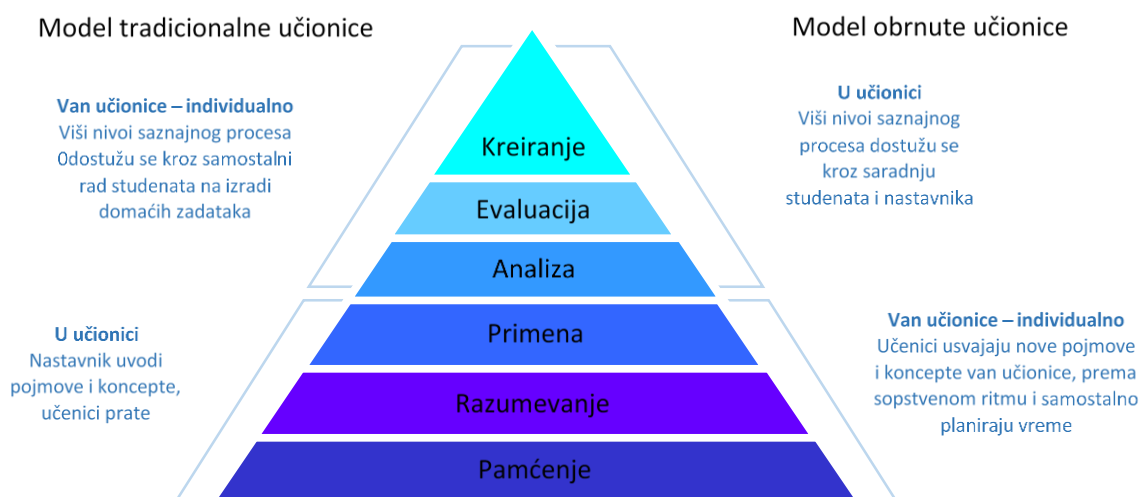 Model tradicionalne učionice
Model obrnute učionice
Van učionice – individualno
Viši nivoi saznajnog procesa
0dostužu se kroz samostalni
rad studenata na izradi
domaćih zadataka
U učionici
Viši nivoi saznajnog
procesa dostužu se
kroz saradnju
studenata i nastavnika
Kreiranje
Evaluacija
Analiza
Primena
Razumevanje
Pamćenje
U učionici
Nastavnik uvodi
pojmove i koncepte,
učenici prate
Van učionice – individualno
Učenici usvajaju nove pojmove
i koncepte van učionice, prema
sopstvenom ritmu i samostalno
planiraju vreme